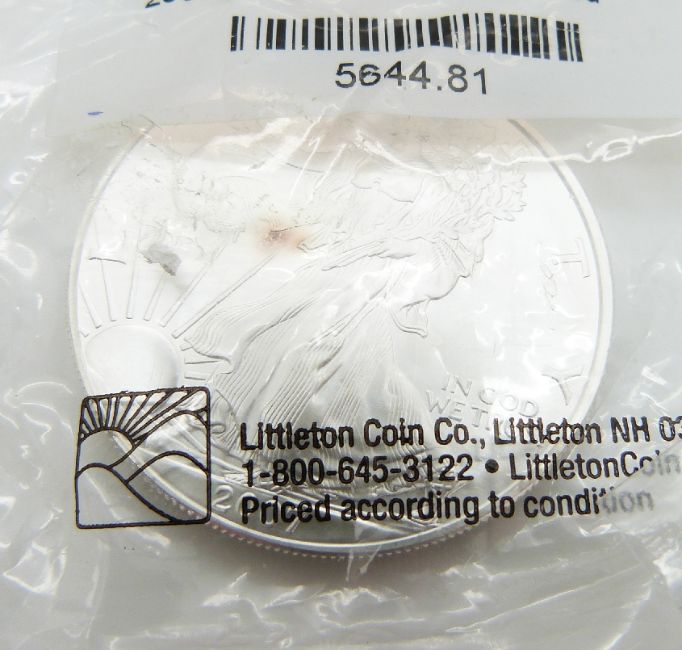 5644.81
IN GOD
WE T
Littleton Coin Co., Littleton NH 03
1-800-645-3122 • LittletonCoin
Priced according to condition